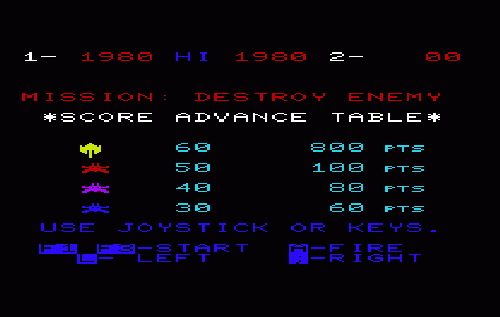 1- 1980 HI 1980 2- 00
MISSION: DESTROY ENEMY
*SCORE ADVANCE TABLE*
60 800 PTS
50 100 PTS
40 80 PTS
30 60 PTS
USE JOYSTICK OR KEYS.
-START -FIRE
L- LEFT -RIGHT